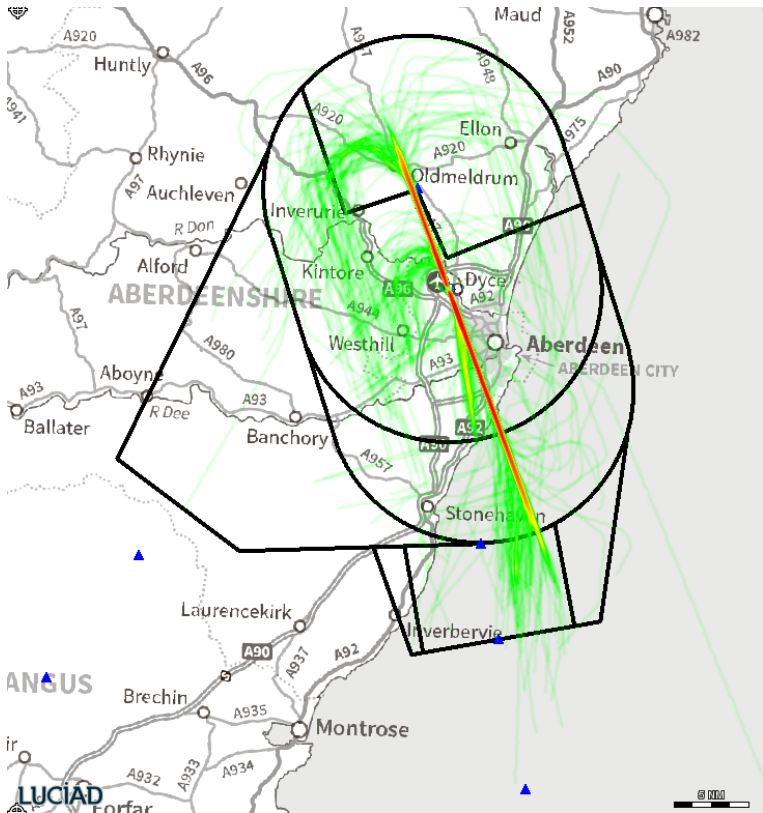 Maud
A952
A982
A920
Huntly
A947
A948
A90
A96
A941
A920
Ellon
A975
Rhynie
A920
A97
Auchleven
Oldmeldrum
R Don
Inverurie
Alford
Kintore
Dyce
A96
A92
ABERDEENSHIRE
A944
A97
Westhill
Aberdeen
A980
A93
ABERDEEN CITY
Aboyne
A93
R Dee
A93
A92
Ballater
Banchory
A90
A957
Stonehaven
Laurencekirk
Inverbervie
A90
A937
A92
ANGUS
Brechin
A935
Montrose
A933
A934
A932
LUCIAD
Forfar
5 NM